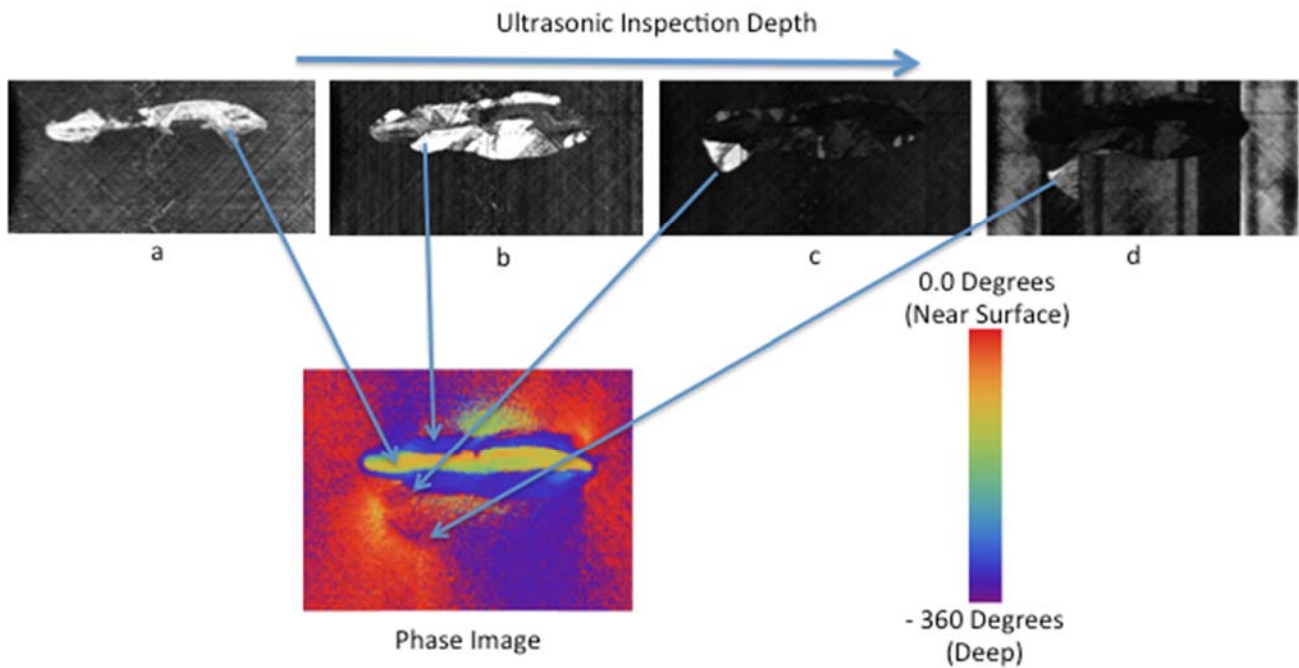 Ultrasonic Inspection Depth
a
b
c
d
0.0 Degrees
(Near Surface)
- 360 Degrees
(Deep)
Phase Image